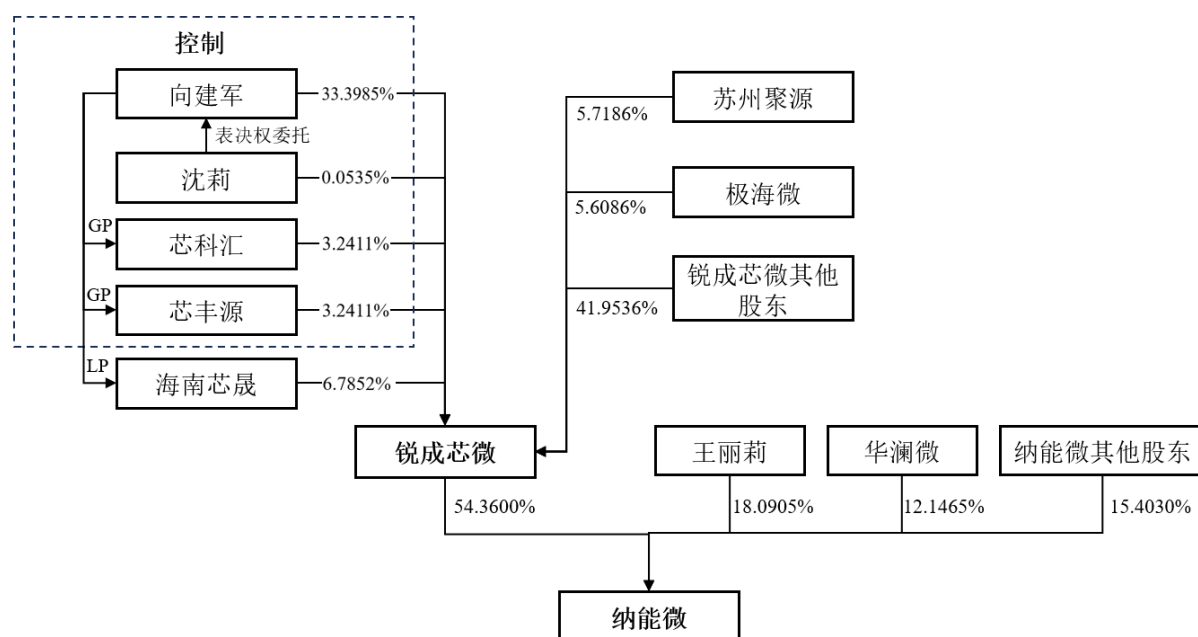 控制
向建军
33.3985%
表决权委托
沈莉
0.0535%
GP
芯科汇
3.2411%
GP
芯丰源
3.2411%
LP
海南芯晟
6.7852%
苏州聚源
5.7186%
极海微
5.6086%
锐成芯微其他
股东
41.9536%
锐成芯微
王丽莉
华澜微
纳能微其他股东
54.3600%
18.0905%
12.1465%
15.4030%
纳能微